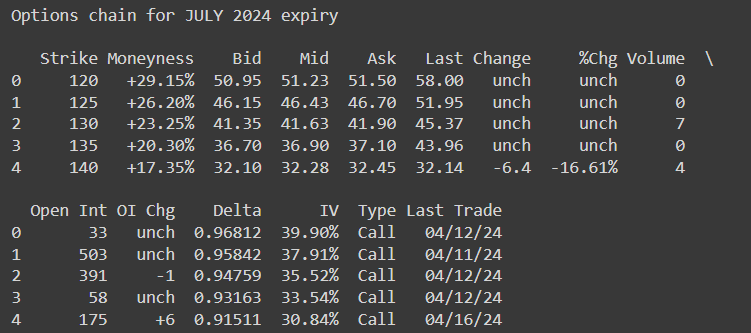 Options chain for JULY 2024 expiry
Strike Moneyness Bid Mid Ask Last Change %Chg Volume \
0 120 +29.15% 50.95 51.23 51.50 58.00 unch unch 0
1 125 +26.20% 46.15 46.43 46.70 51.95 unch unch 0
2 130 +23.25% 41.35 41.63 41.90 45.37 unch unch 7
3 135 +20.30% 36.70 36.90 37.10 43.96 unch unch 0
4 140 +17.35% 32.10 32.28 32.45 32.14 -6.4 -16.61% 4
Open Int OI Chg Delta IV Type Last Trade
0 33 unch 0.96812 39.90% Call 04/12/24
1 503 unch 0.95842 37.91% Call 04/11/24
2 391 -1 0.94759 35.52% Call 04/12/24
3 58 unch 0.93163 33.54% Call 04/12/24
4 175 +6 0.91511 30.84% Call 04/16/24